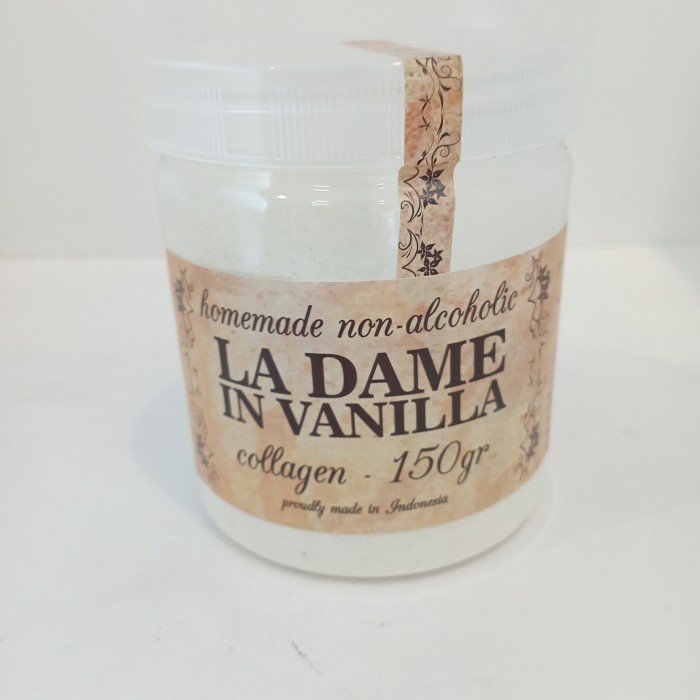 homemade non-alcoholic
LA DAME
IN VANILLA
collagen - 150gr
proudly made in Indonesia